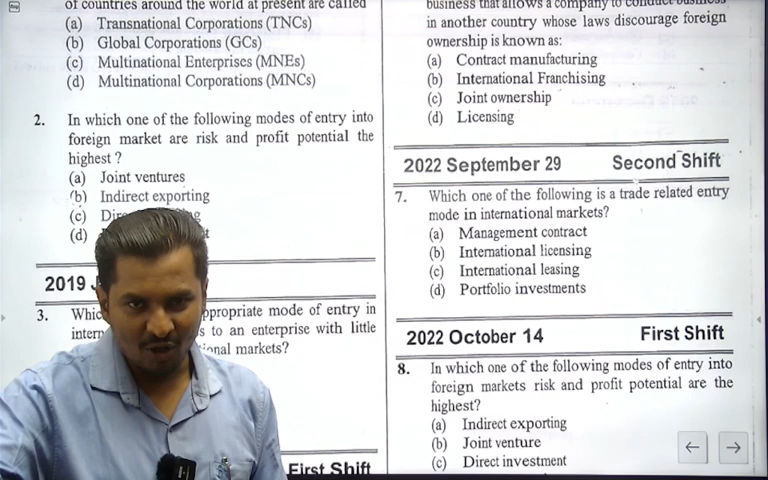 of countries around the world at present are called
(a) Transnational Corporations (TNCs)
(b) Global Corporations (GCs)
(c) Multinational Enterprises (MNEs)
(d) Multinational Corporations (MNCs)
2. In which one of the following modes of entry into
foreign market are risk and profit potential the
highest ?
(a) Joint ventures
(b) Indirect exporting
(c)
(d)
2019
3. appropriate mode of entry in
to an enterprise with little
markets?
First Shift
business that allows a company to conduct business
in another country whose laws discourage foreign
ownership is known as:
(a) Contract manufacturing
(b) International Franchising
(c) Joint ownership
(d) Licensing
2022 September 29 Second Shift
7. Which one of the following is a trade related entry
mode in international markets?
(a) Management contract
(b) International licensing
(c) International leasing
(d) Portfolio investments
2022 October 14 First Shift
8. In which one of the following modes of entry into
foreign markets risk and profit potential are the
highest?
(a) Indirect exporting
(b) Joint venture
(c) Direct investment